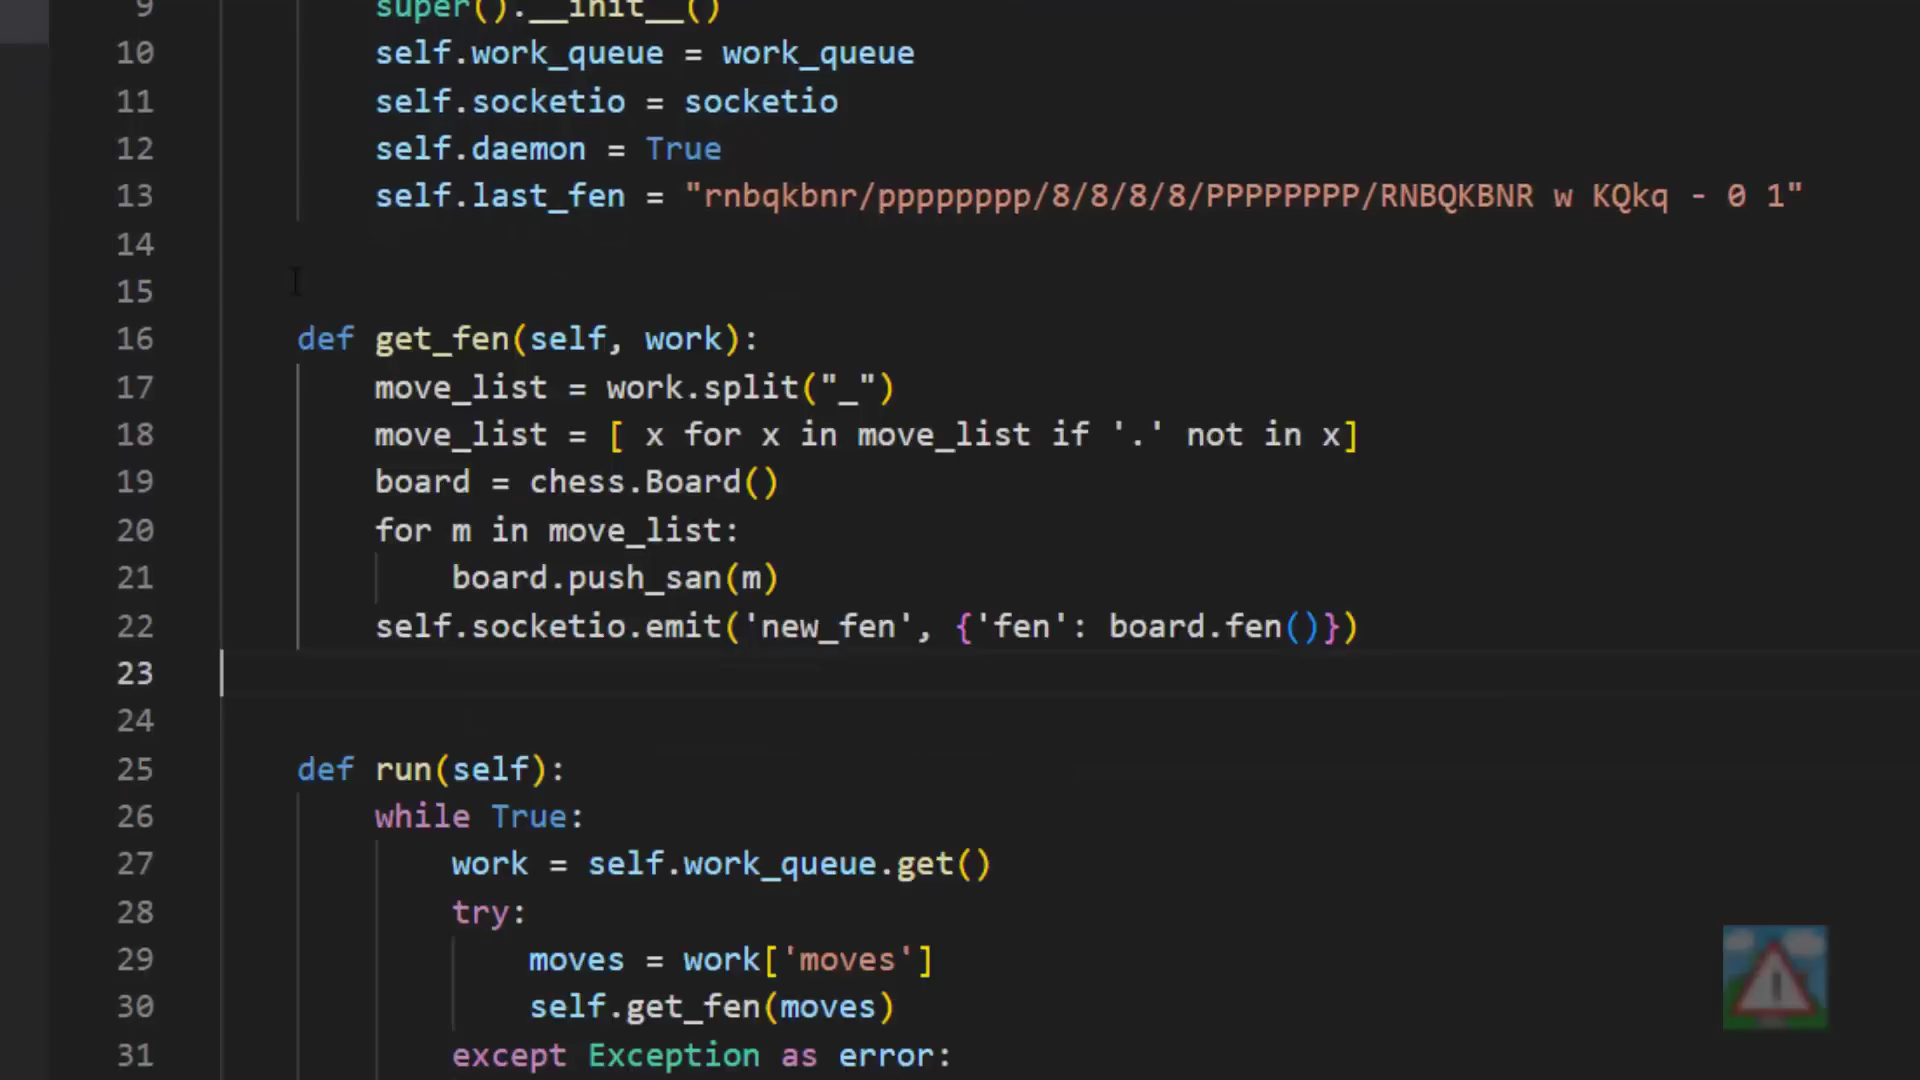 9 super().__init__()
10 self.work_queue = work_queue
11 self.socketio = socketio
12 self.daemon = True
13 self.last_fen = "rnbqkbnr/pppppppp/8/8/8/8/PPPPPPPP/RNBQKBNR w KQkq - 0 1"
14
15
16 def get_fen(self, work):
17 move_list = work.split("_")
18 move_list = [ x for x in move_list if '.' not in x]
19 board = chess.Board()
20 for m in move_list:
21 board.push_san(m)
22 self.socketio.emit('new_fen', {'fen': board.fen()})
23
24
25 def run(self):
26 while True:
27 work = self.work_queue.get()
28 try:
29 moves = work['moves']
30 self.get_fen(moves)
31 except Exception as error: